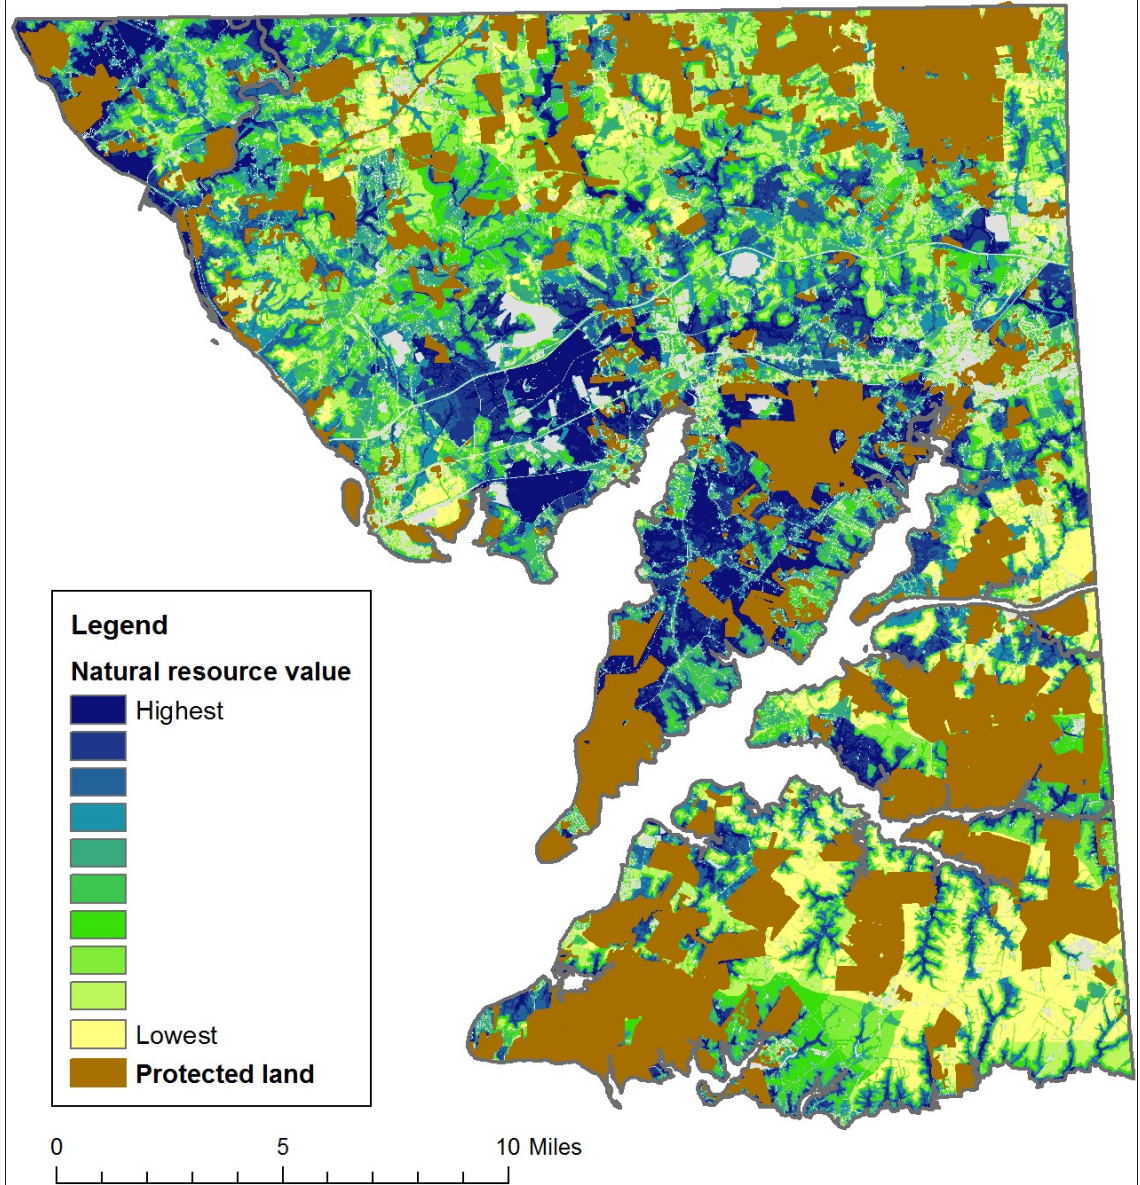 Legend
Natural resource value
Highest
Lowest
Protected land
0 5 10 Miles